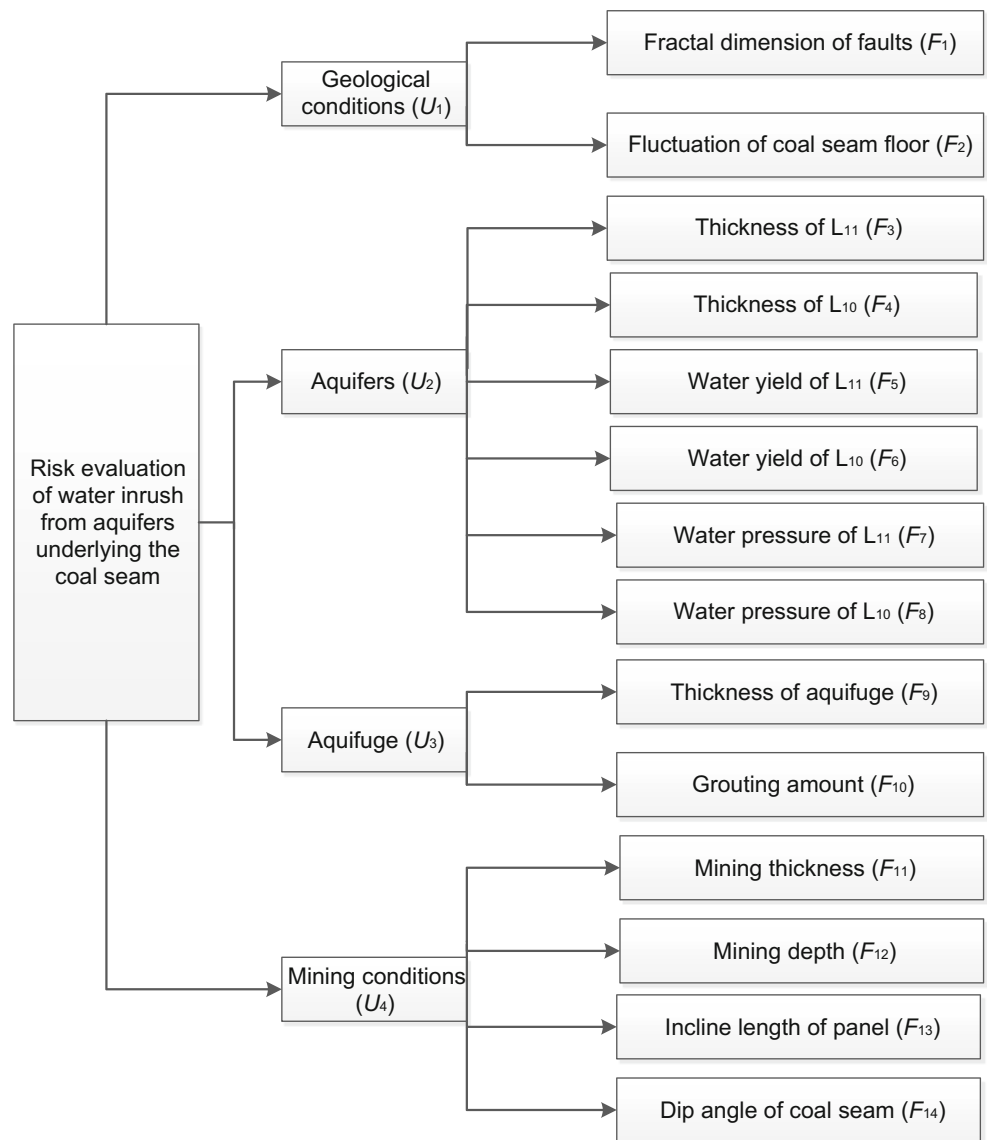 Risk evaluation
of water inrush
from aquifers
underlying the
coal seam
Geological
conditions (U₁)
Aquifers (U₂)
Aquifuge (U₃)
Mining conditions
(U₄)
Fractal dimension of faults (F₁)
Fluctuation of coal seam floor (F₂)
Thickness of L₁₁ (F₃)
Thickness of L₁₀ (F₄)
Water yield of L₁₁ (F₅)
Water yield of L₁₀ (F₆)
Water pressure of L₁₁ (F₇)
Water pressure of L₁₀ (F₈)
Thickness of aquifuge (F₉)
Grouting amount (F₁₀)
Mining thickness (F₁₁)
Mining depth (F₁₂)
Incline length of panel (F₁₃)
Dip angle of coal seam (F₁₄)